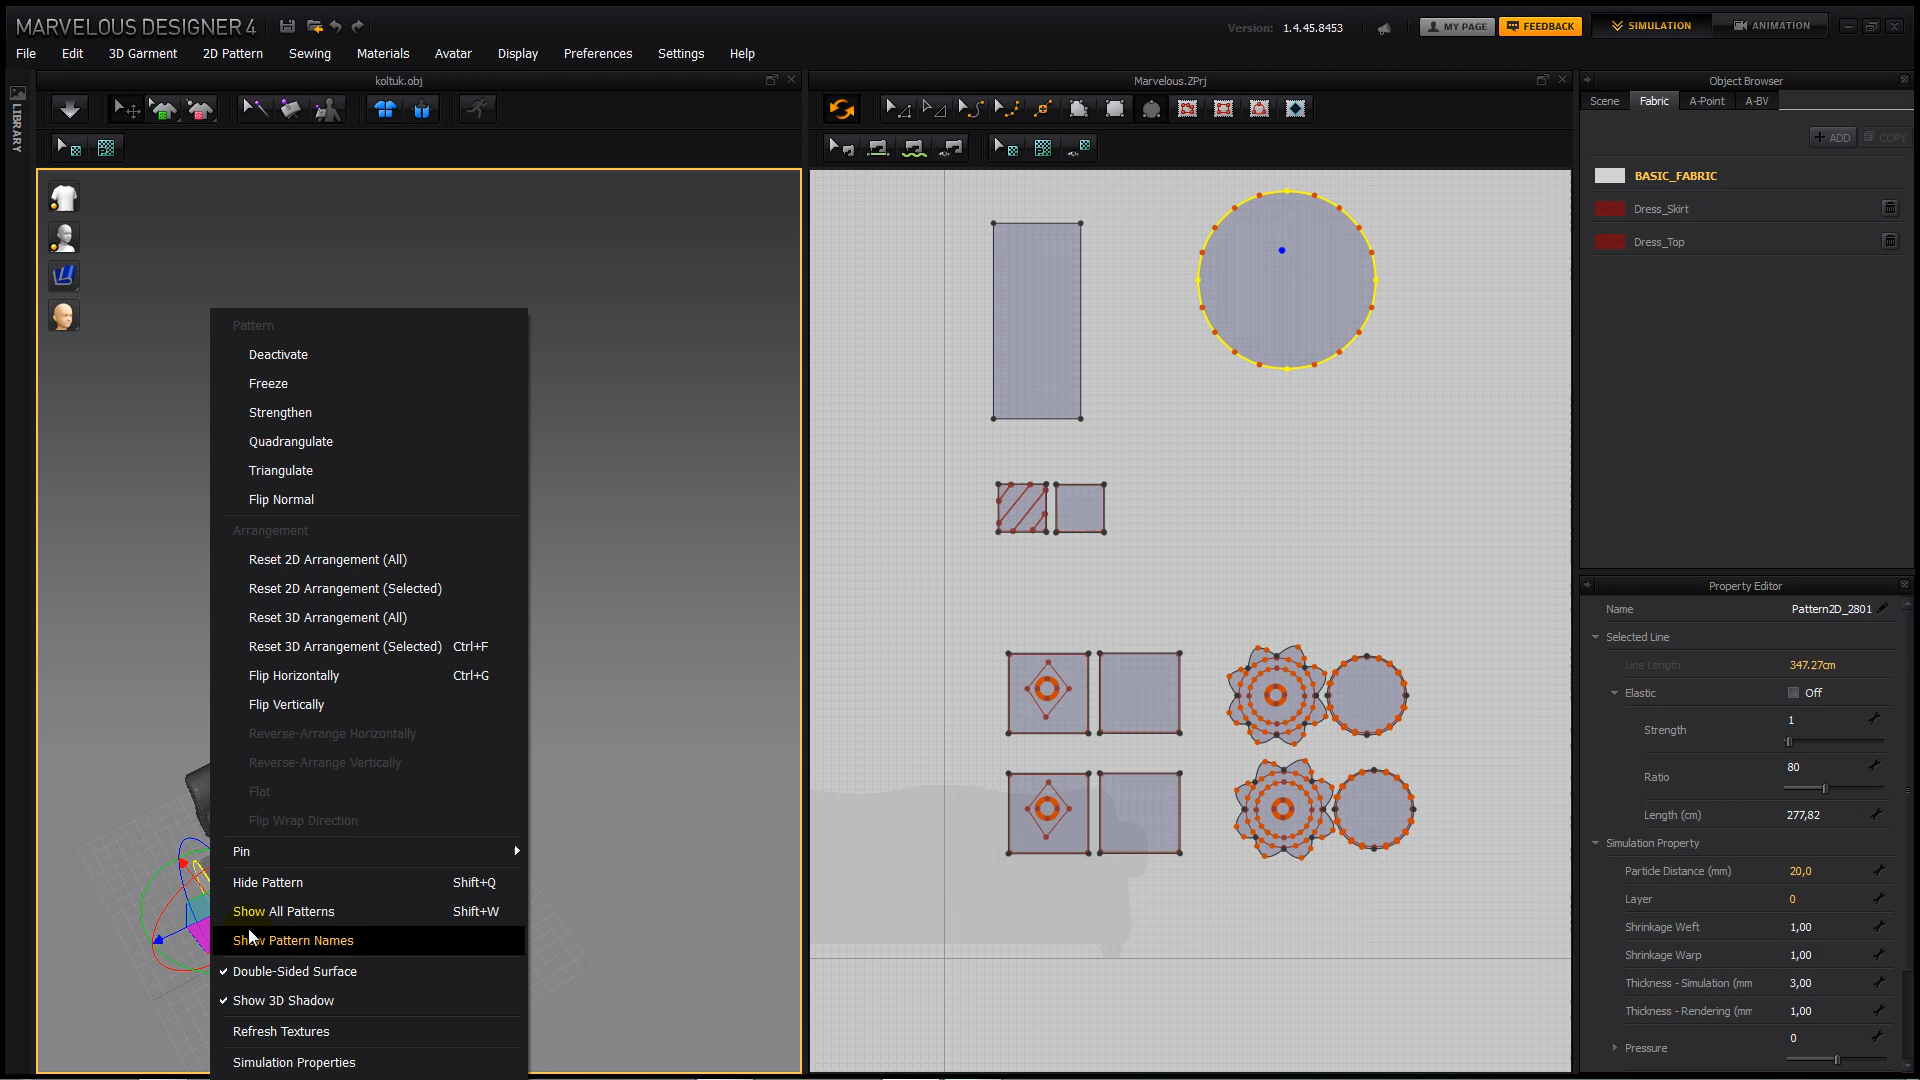 MARVELOUS DESIGNER 4
Version: 1.4.45.8453
MY PAGE
FEEDBACK
SIMULATION
ANIMATION
File Edit 3D Garment 2D Pattern Sewing Materials Avatar Display Preferences Settings Help
koltuk.obj
Marvelous.ZPrj
Object Browser
LIBRARY
Scene Fabric A-Point A-BV
+ ADD COPY
BASIC_FABRIC
Dress_Skirt
Dress_Top
Pattern
Deactivate
Freeze
Strengthen
Quadrangulate
Triangulate
Flip Normal
Arrangement
Reset 2D Arrangement (All)
Reset 2D Arrangement (Selected)
Reset 3D Arrangement (All)
Reset 3D Arrangement (Selected) Ctrl+F
Flip Horizontally Ctrl+G
Flip Vertically
Reverse-Arrange Horizontally
Reverse-Arrange Vertically
Flat
Flip Wrap Direction
Pin
Hide Pattern Shift+Q
Show All Patterns Shift+W
Show Pattern Names
Double-Sided Surface
Show 3D Shadow
Refresh Textures
Simulation Properties
Property Editor
Name Pattern2D_2801
Selected Line
Line Length 347.27cm
Elastic Off
Strength 1
Ratio 80
Length (cm) 277,82
Simulation Property
Particle Distance (mm) 20,0
Layer 0
Shrinkage Weft 1,00
Shrinkage Warp 1,00
Thickness - Simulation (mm 3,00
Thickness - Rendering (mm 1,00
Pressure 0